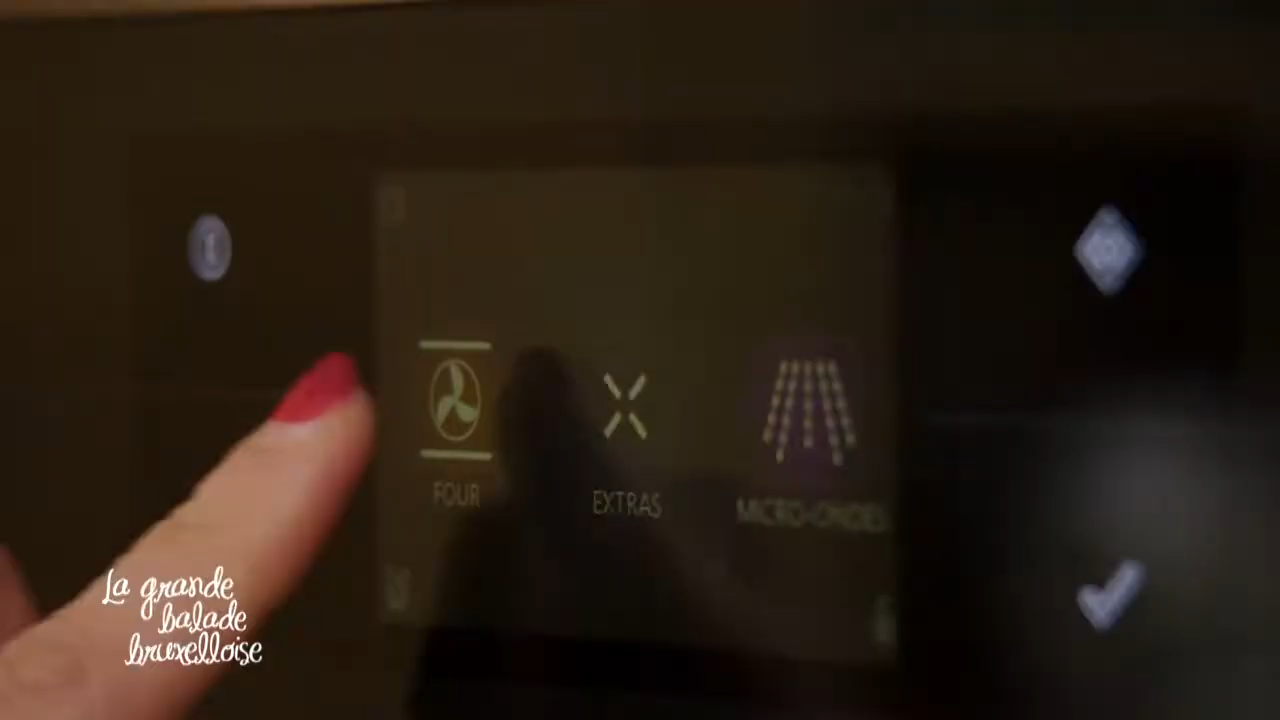 FOUR
EXTRAS
MICRO-ONDES
La grande
balade
bruxelloise